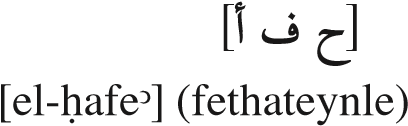 [ح ف أ]
[el-ḥafeʾ] (fethateynle)